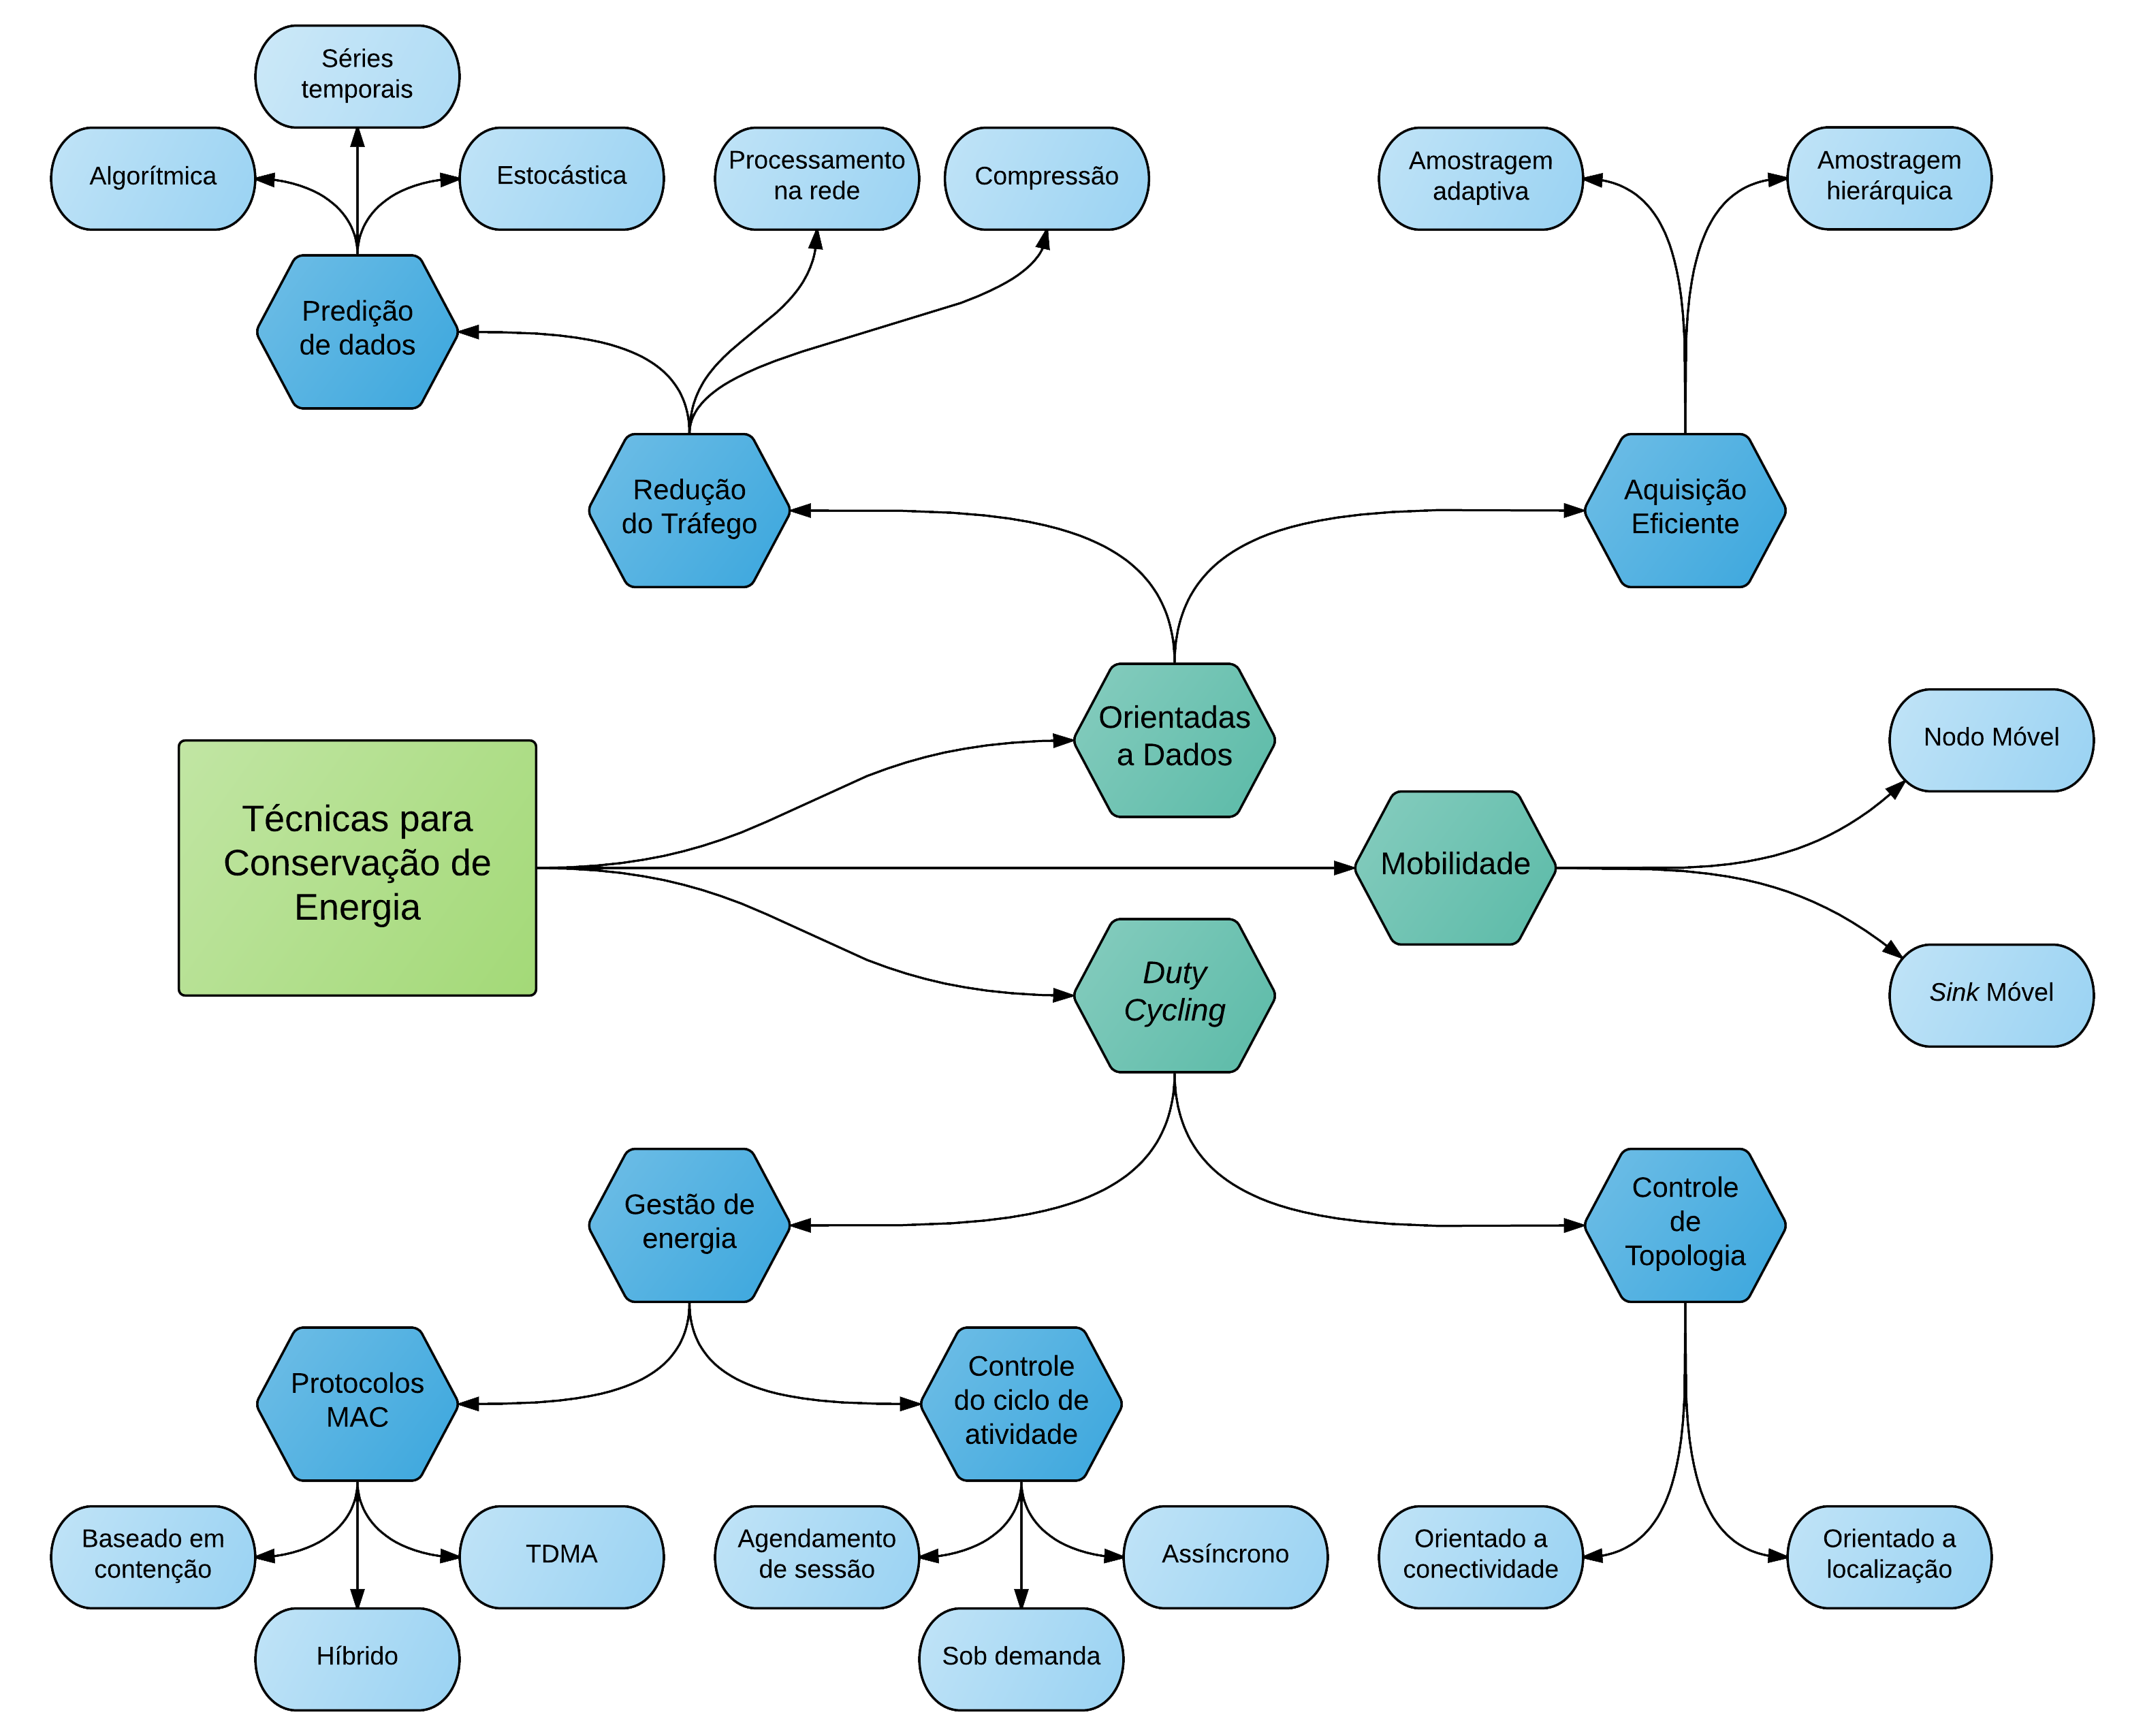 Séries
temporais
Algorítmica
Estocástica
Processamento
na rede
Compressão
Amostragem
adaptiva
Amostragem
hierárquica
Predição
de dados
Redução
do Tráfego
Aquisição
Eficiente
Orientadas
a Dados
Nodo Móvel
Técnicas para
Conservação de
Energia
Mobilidade
Duty
Cycling
Sink Móvel
Gestão de
energia
Controle
de
Topologia
Protocolos
MAC
Controle
do ciclo de
atividade
Baseado em
contenção
TDMA
Agendamento
de sessão
Assíncrono
Orientado a
conectividade
Orientado a
localização
Híbrido
Sob demanda